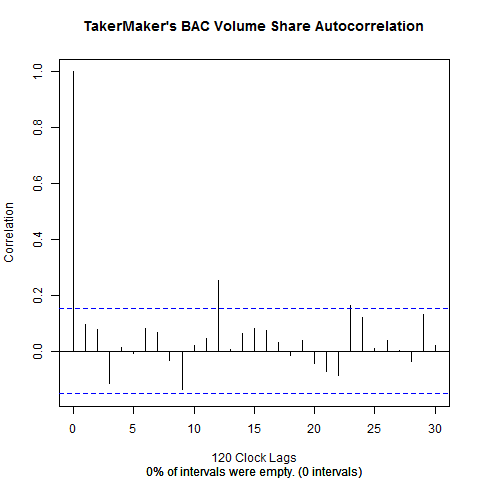 TakerMaker's BAC Volume Share Autocorrelation
Correlation
1.0
0.8
0.6
0.4
0.2
0.0
0 5 10 15 20 25 30
120 Clock Lags
0% of intervals were empty. (0 intervals)